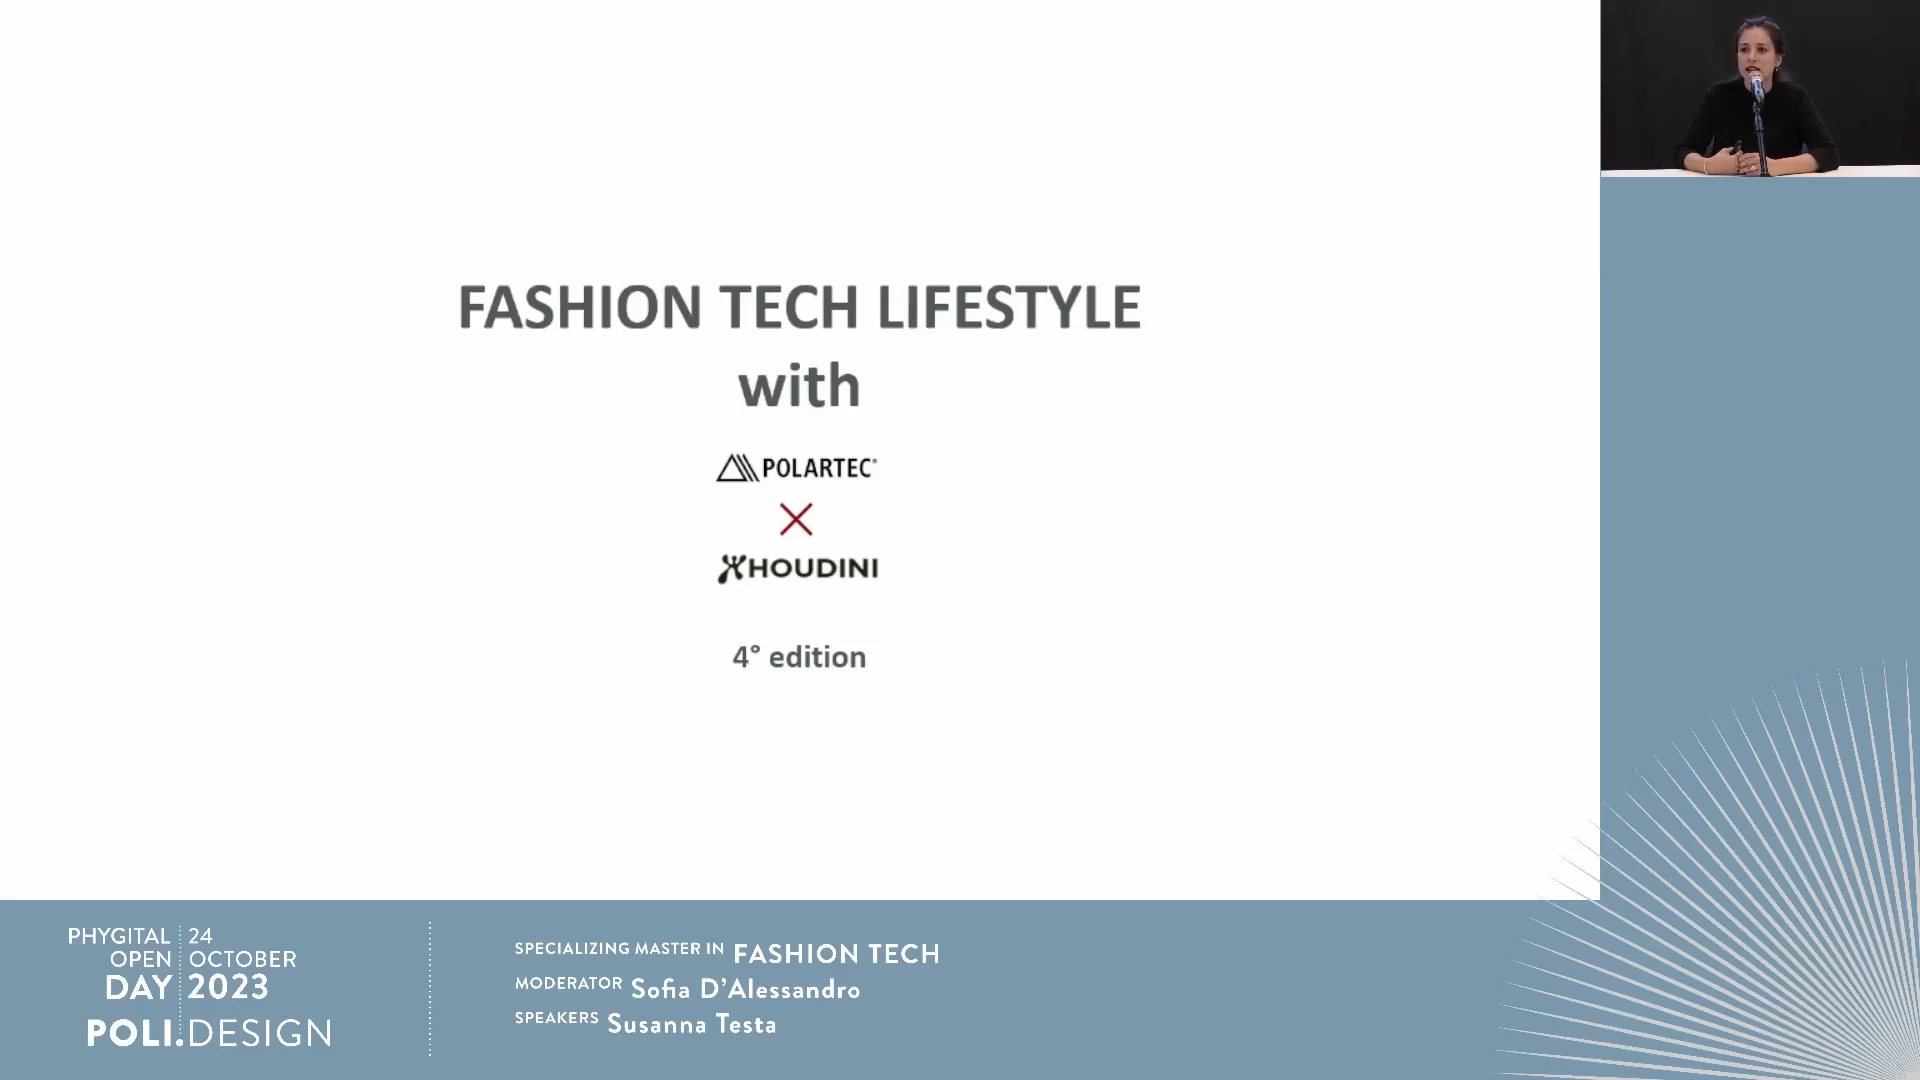 FASHION TECH LIFESTYLE
with
POLARTEC®
HOUDINI
4° edition
PHYGITAL OPEN DAY
24 OCTOBER 2023
POLI.DESIGN
SPECIALIZING MASTER IN FASHION TECH
MODERATOR Sofia D’Alessandro
SPEAKERS Susanna Testa